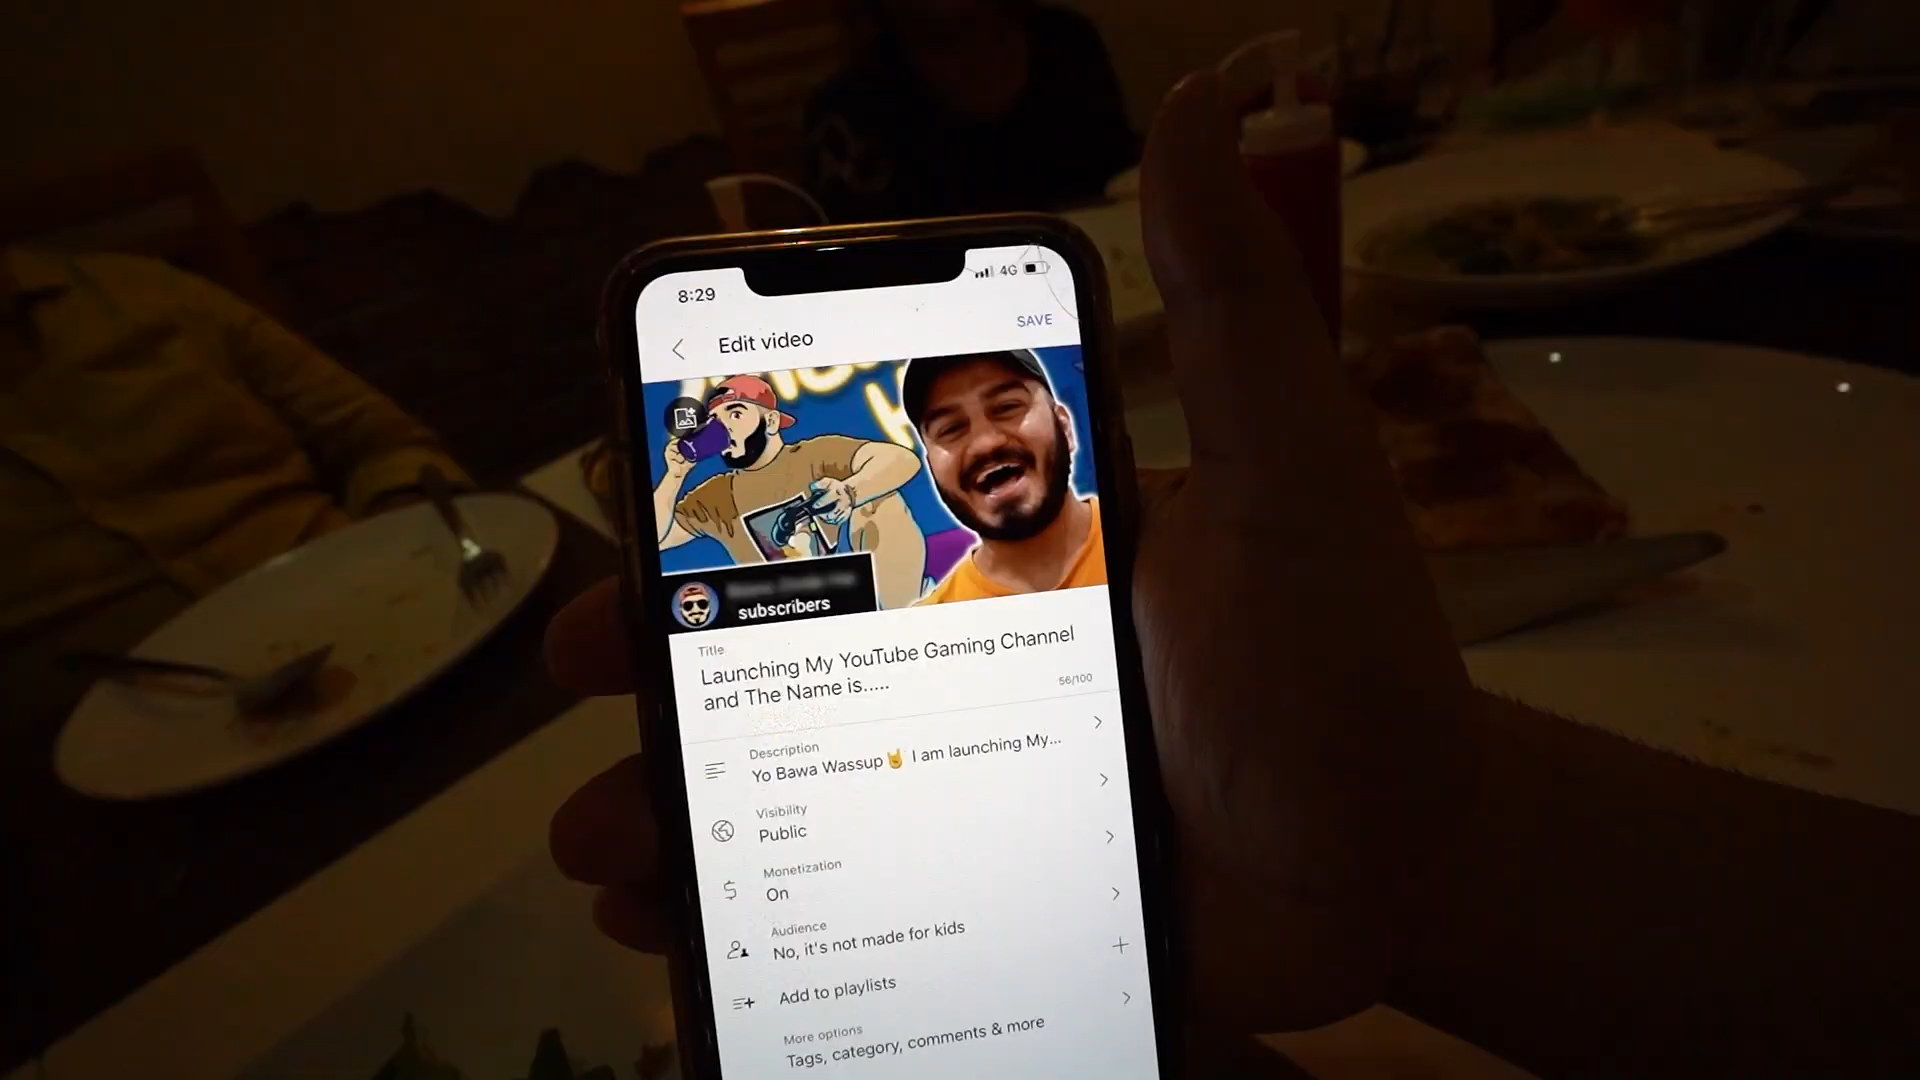 8:29
4G
Edit video
SAVE
subscribers
Title
Launching My YouTube Gaming Channel
and The Name is.....
56/100
Description
Yo Bawa Wassup🤘 I am launching My...
Visibility
Public
Monetization
On
Audience
No, it's not made for kids
Add to playlists
More options
Tags, category, comments & more